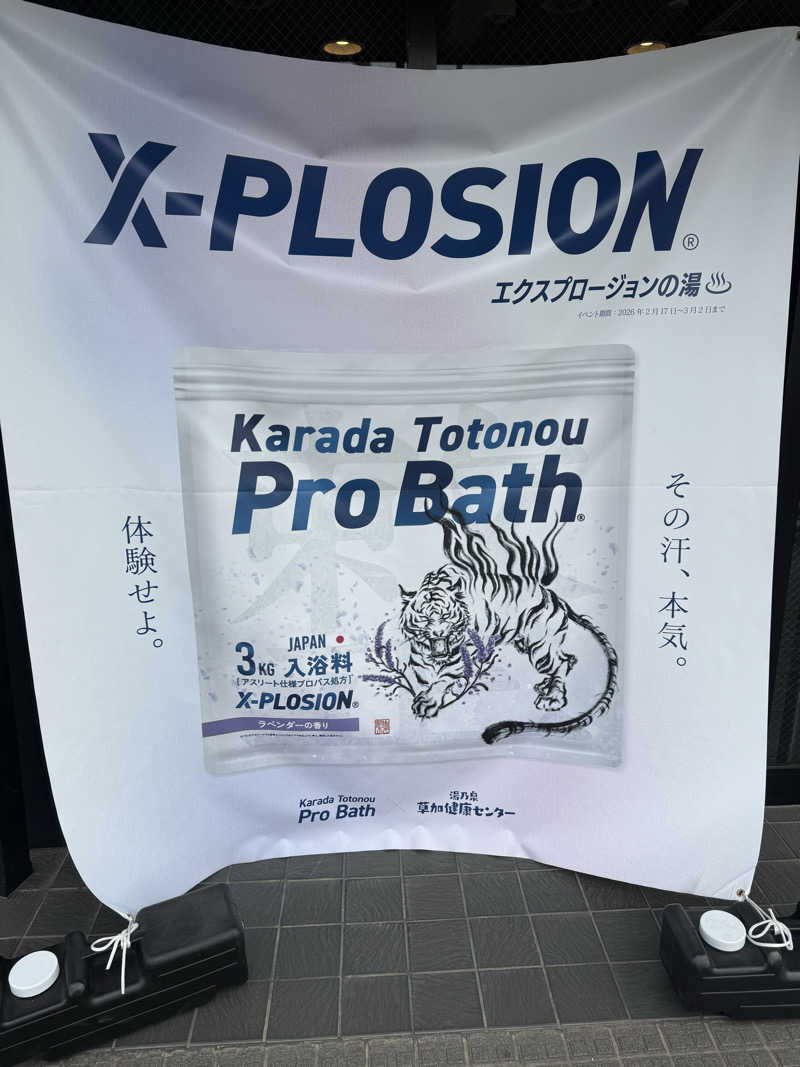 X-PLOSION®
エクスプロージョンの湯♨
イベント期間：2026年2月17日~3月2日まで
Karada Totonou
Pro Bath®
その汗、本気。
体験せよ。
JAPAN
3KG 入浴料
[アスリート仕様プロバス処方]
X-PLOSION®
ラベンダーの香り
Karada Totonou
Pro Bath
×
湯乃泉
草加健康センター